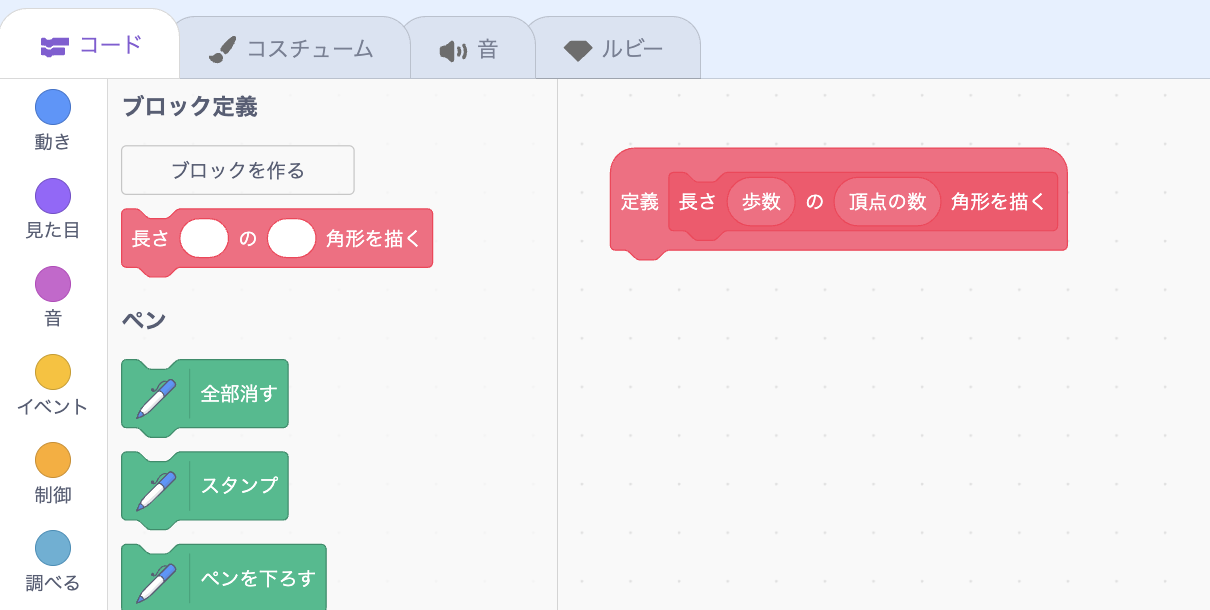 コード
コスチューム
音
ルビー
動き
見た目
音
イベント
制御
調べる
ブロック定義
ブロックを作る
長さ の 角形を描く
ペン
全部消す
スタンプ
ペンを下ろす
定義 長さ 歩数 の 頂点の数 角形を描く